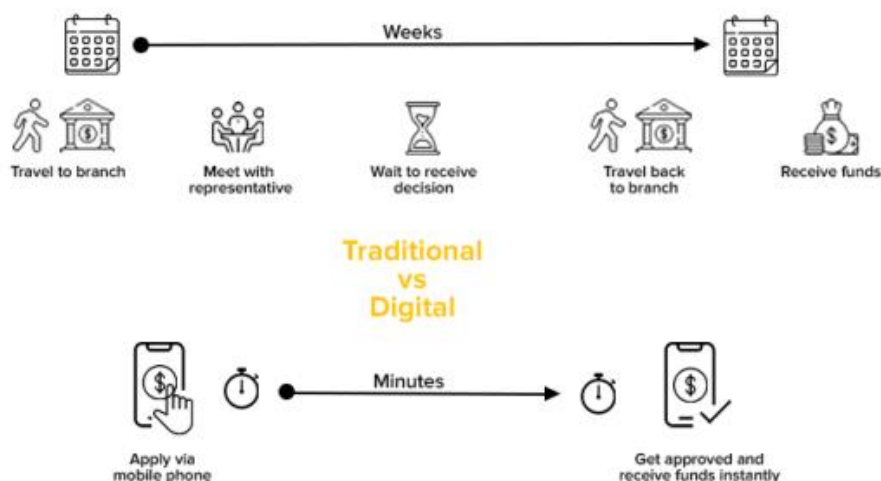 Weeks
Travel to branch
Meet with
representative
Wait to receive
decision
Travel back
to branch
Receive funds
Traditional
vs
Digital
Minutes
Apply via
mobile phone
Get approved and
receive funds instantly